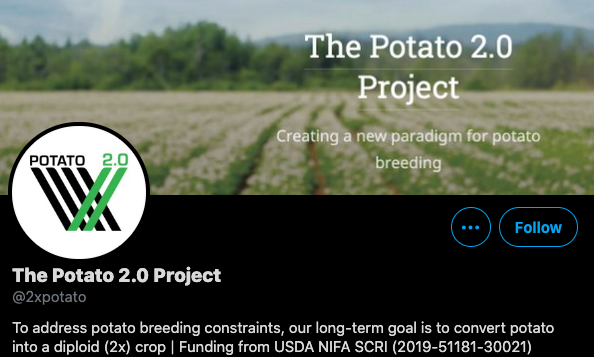 The Potato 2.0
Project
Creating a new paradigm for potato
breeding
POTATO 2.0
Follow
The Potato 2.0 Project
@2xpotato
To address potato breeding constraints, our long-term goal is to convert potato
into a diploid (2x) crop | Funding from USDA NIFA SCRI (2019-51181-30021)